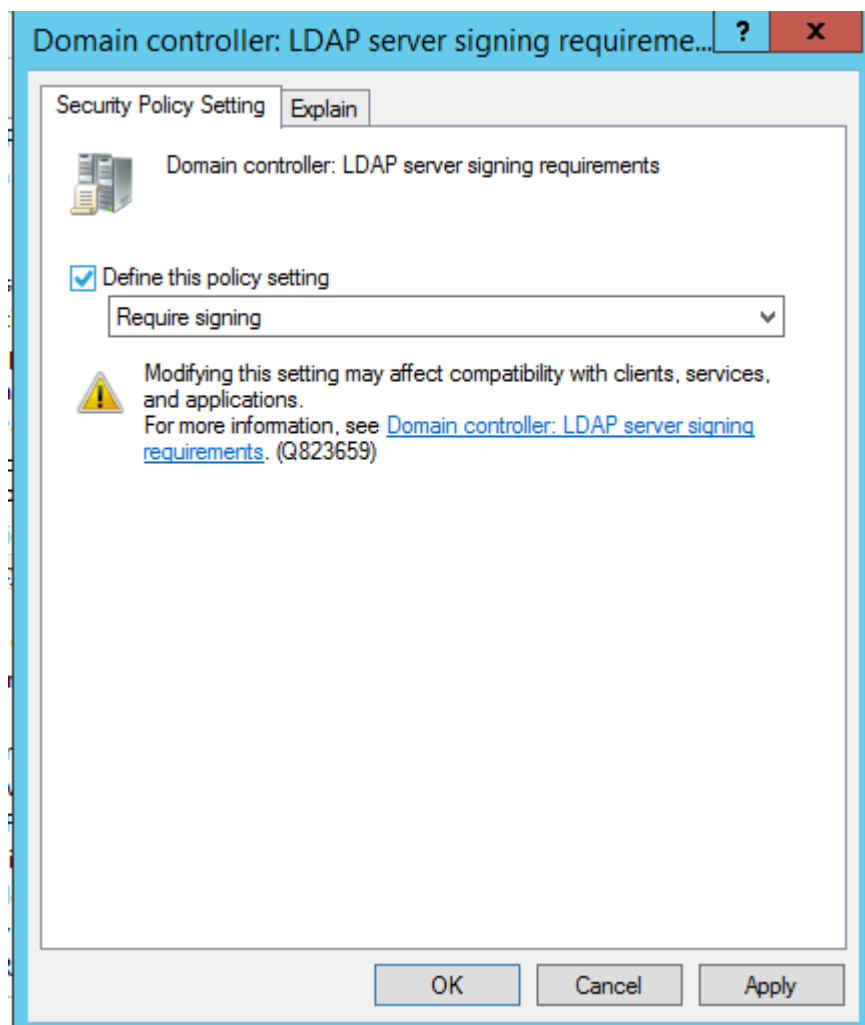 Domain controller: LDAP server signing requireme...
?
x
Security Policy Setting
Explain
Domain controller: LDAP server signing requirements
Define this policy setting
Require signing
Modifying this setting may affect compatibility with clients, services,
and applications.
For more information, see Domain controller: LDAP server signing
requirements. (Q823659)
OK
Cancel
Apply